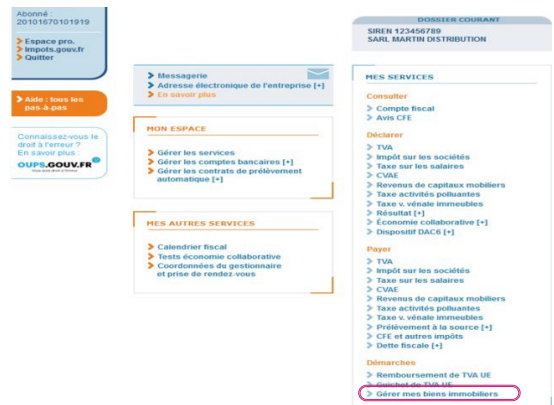 Abonné :
20101670101919
Espace pro.
Impots.gouv.fr
Quitter
Aide : tous les
pas-à-pas
Connaissez-vous le
droit à l'erreur ?
En savoir plus :
OUPS.GOUV.FR
Messagerie
Adresse électronique de l'entreprise [+]
En savoir plus
MON ESPACE
Gérer les services
Gérer les comptes bancaires [+]
Gérer les contrats de prélèvement
automatique [+]
MES AUTRES SERVICES
Calendrier fiscal
Tests économie collaborative
Coordonnées du gestionnaire
et prise de rendez-vous
DOSSIER COURANT
SIREN 123456789
SARL MARTIN DISTRIBUTION
MES SERVICES
Consulter
Compte fiscal
Avis CFE
Déclarer
TVA
Impôt sur les sociétés
Taxe sur les salaires
CVAE
Revenus de capitaux mobiliers
Taxe activités polluantes
Taxe v. vénale immeubles
Résultat [+]
Économie collaborative [+]
Dispositif DAC6 [+]
Payer
TVA
Impôt sur les sociétés
Taxe sur les salaires
CVAE
Revenus de capitaux mobiliers
Taxe activités polluantes
Taxe v. vénale immeubles
Prélèvement à la source [+]
CFE et autres impôts
Dette fiscale [+]
Démarches
Remboursement de TVA UE
Guichet de TVA UE
Gérer mes biens immobiliers